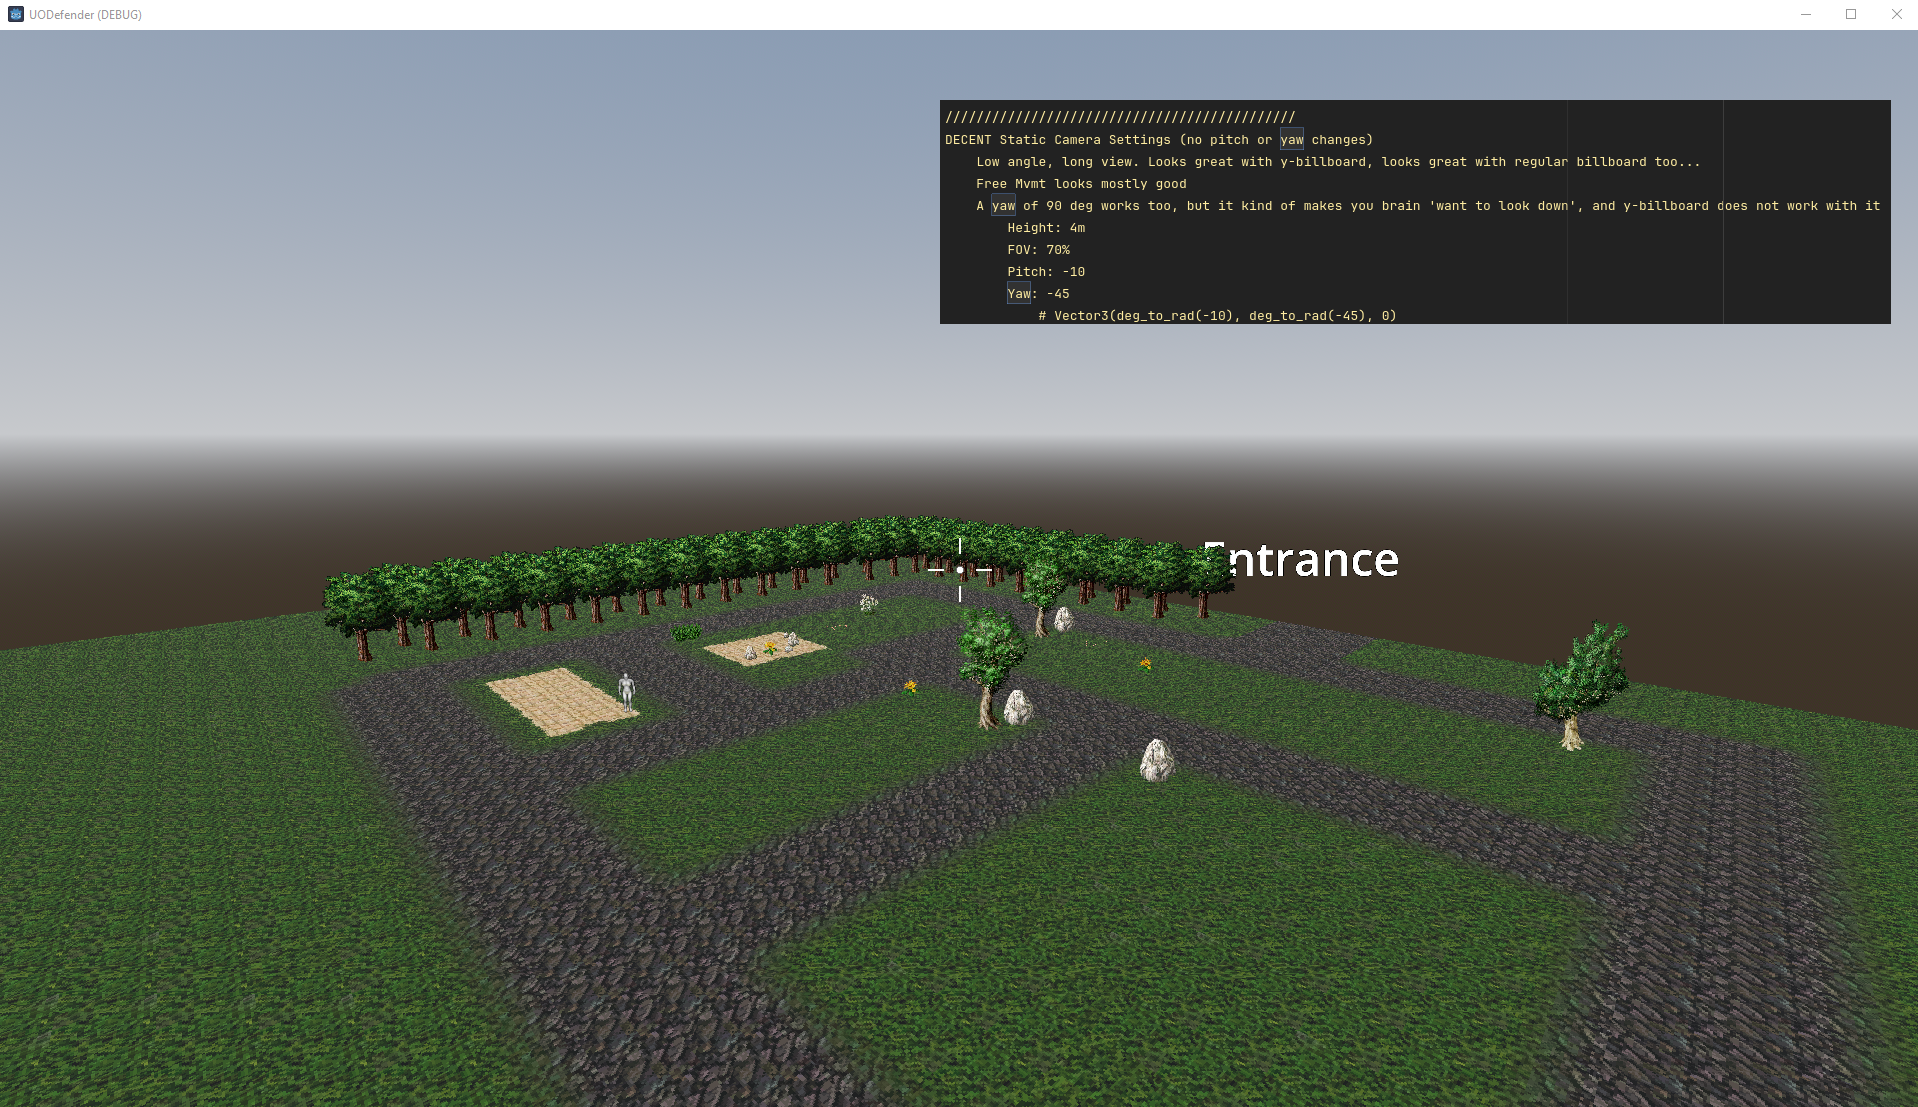 UODefender (DEBUG)
/////////////////////////////////////////////
DECENT Static Camera Settings (no pitch or yaw changes)
Low angle, long view. Looks great with y-billboard, looks great with regular billboard too...
Free Mvmt looks mostly good
A yaw of 90 deg works too, but it kind of makes you brain 'want to look down', and y-billboard does not work with it
Height: 4m
FOV: 70%
Pitch: -10
Yaw: -45
# Vector3(deg_to_rad(-10), deg_to_rad(-45), 0)
Entrance